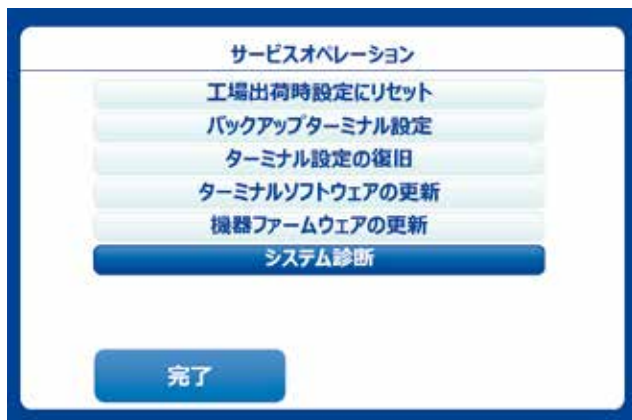 サービスオペレーション
工場出荷時設定にリセット
バックアップターミナル設定
ターミナル設定の復旧
ターミナルソフトウェアの更新
機器ファームウェアの更新
システム診断
完了